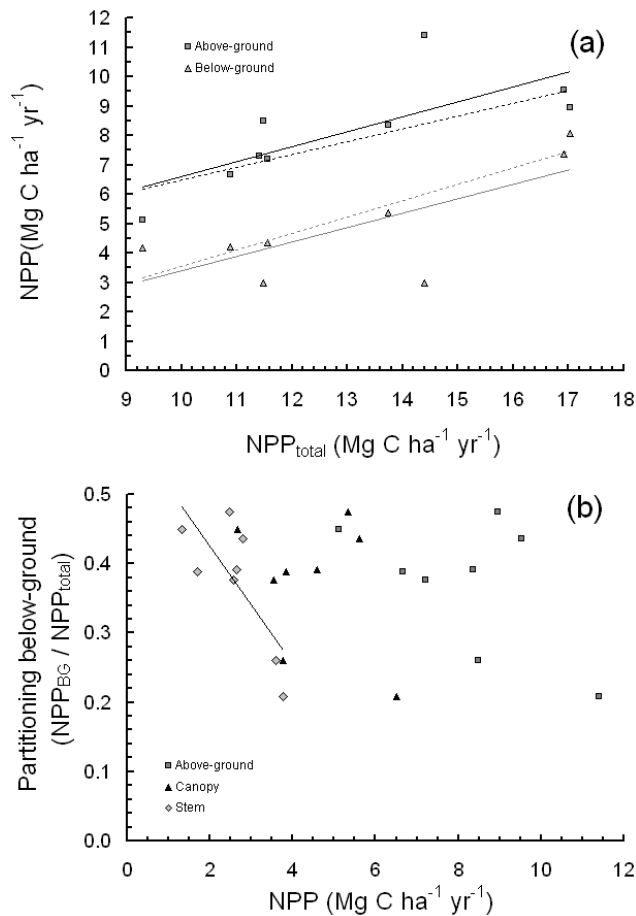 (a)
Above-ground
Below-ground
NPP(Mg C ha⁻¹ yr⁻¹)
12
11
10
9
8
7
6
5
4
3
2
1
0
9 10 11 12 13 14 15 16 17 18
NPP_total (Mg C ha⁻¹ yr⁻¹)
(b)
Partitioning below-ground
(NPP_BG / NPP_total)
0.5
0.4
0.3
0.2
0.1
0.0
Above-ground
Canopy
Stem
0 2 4 6 8 10 12
NPP (Mg C ha⁻¹ yr⁻¹)